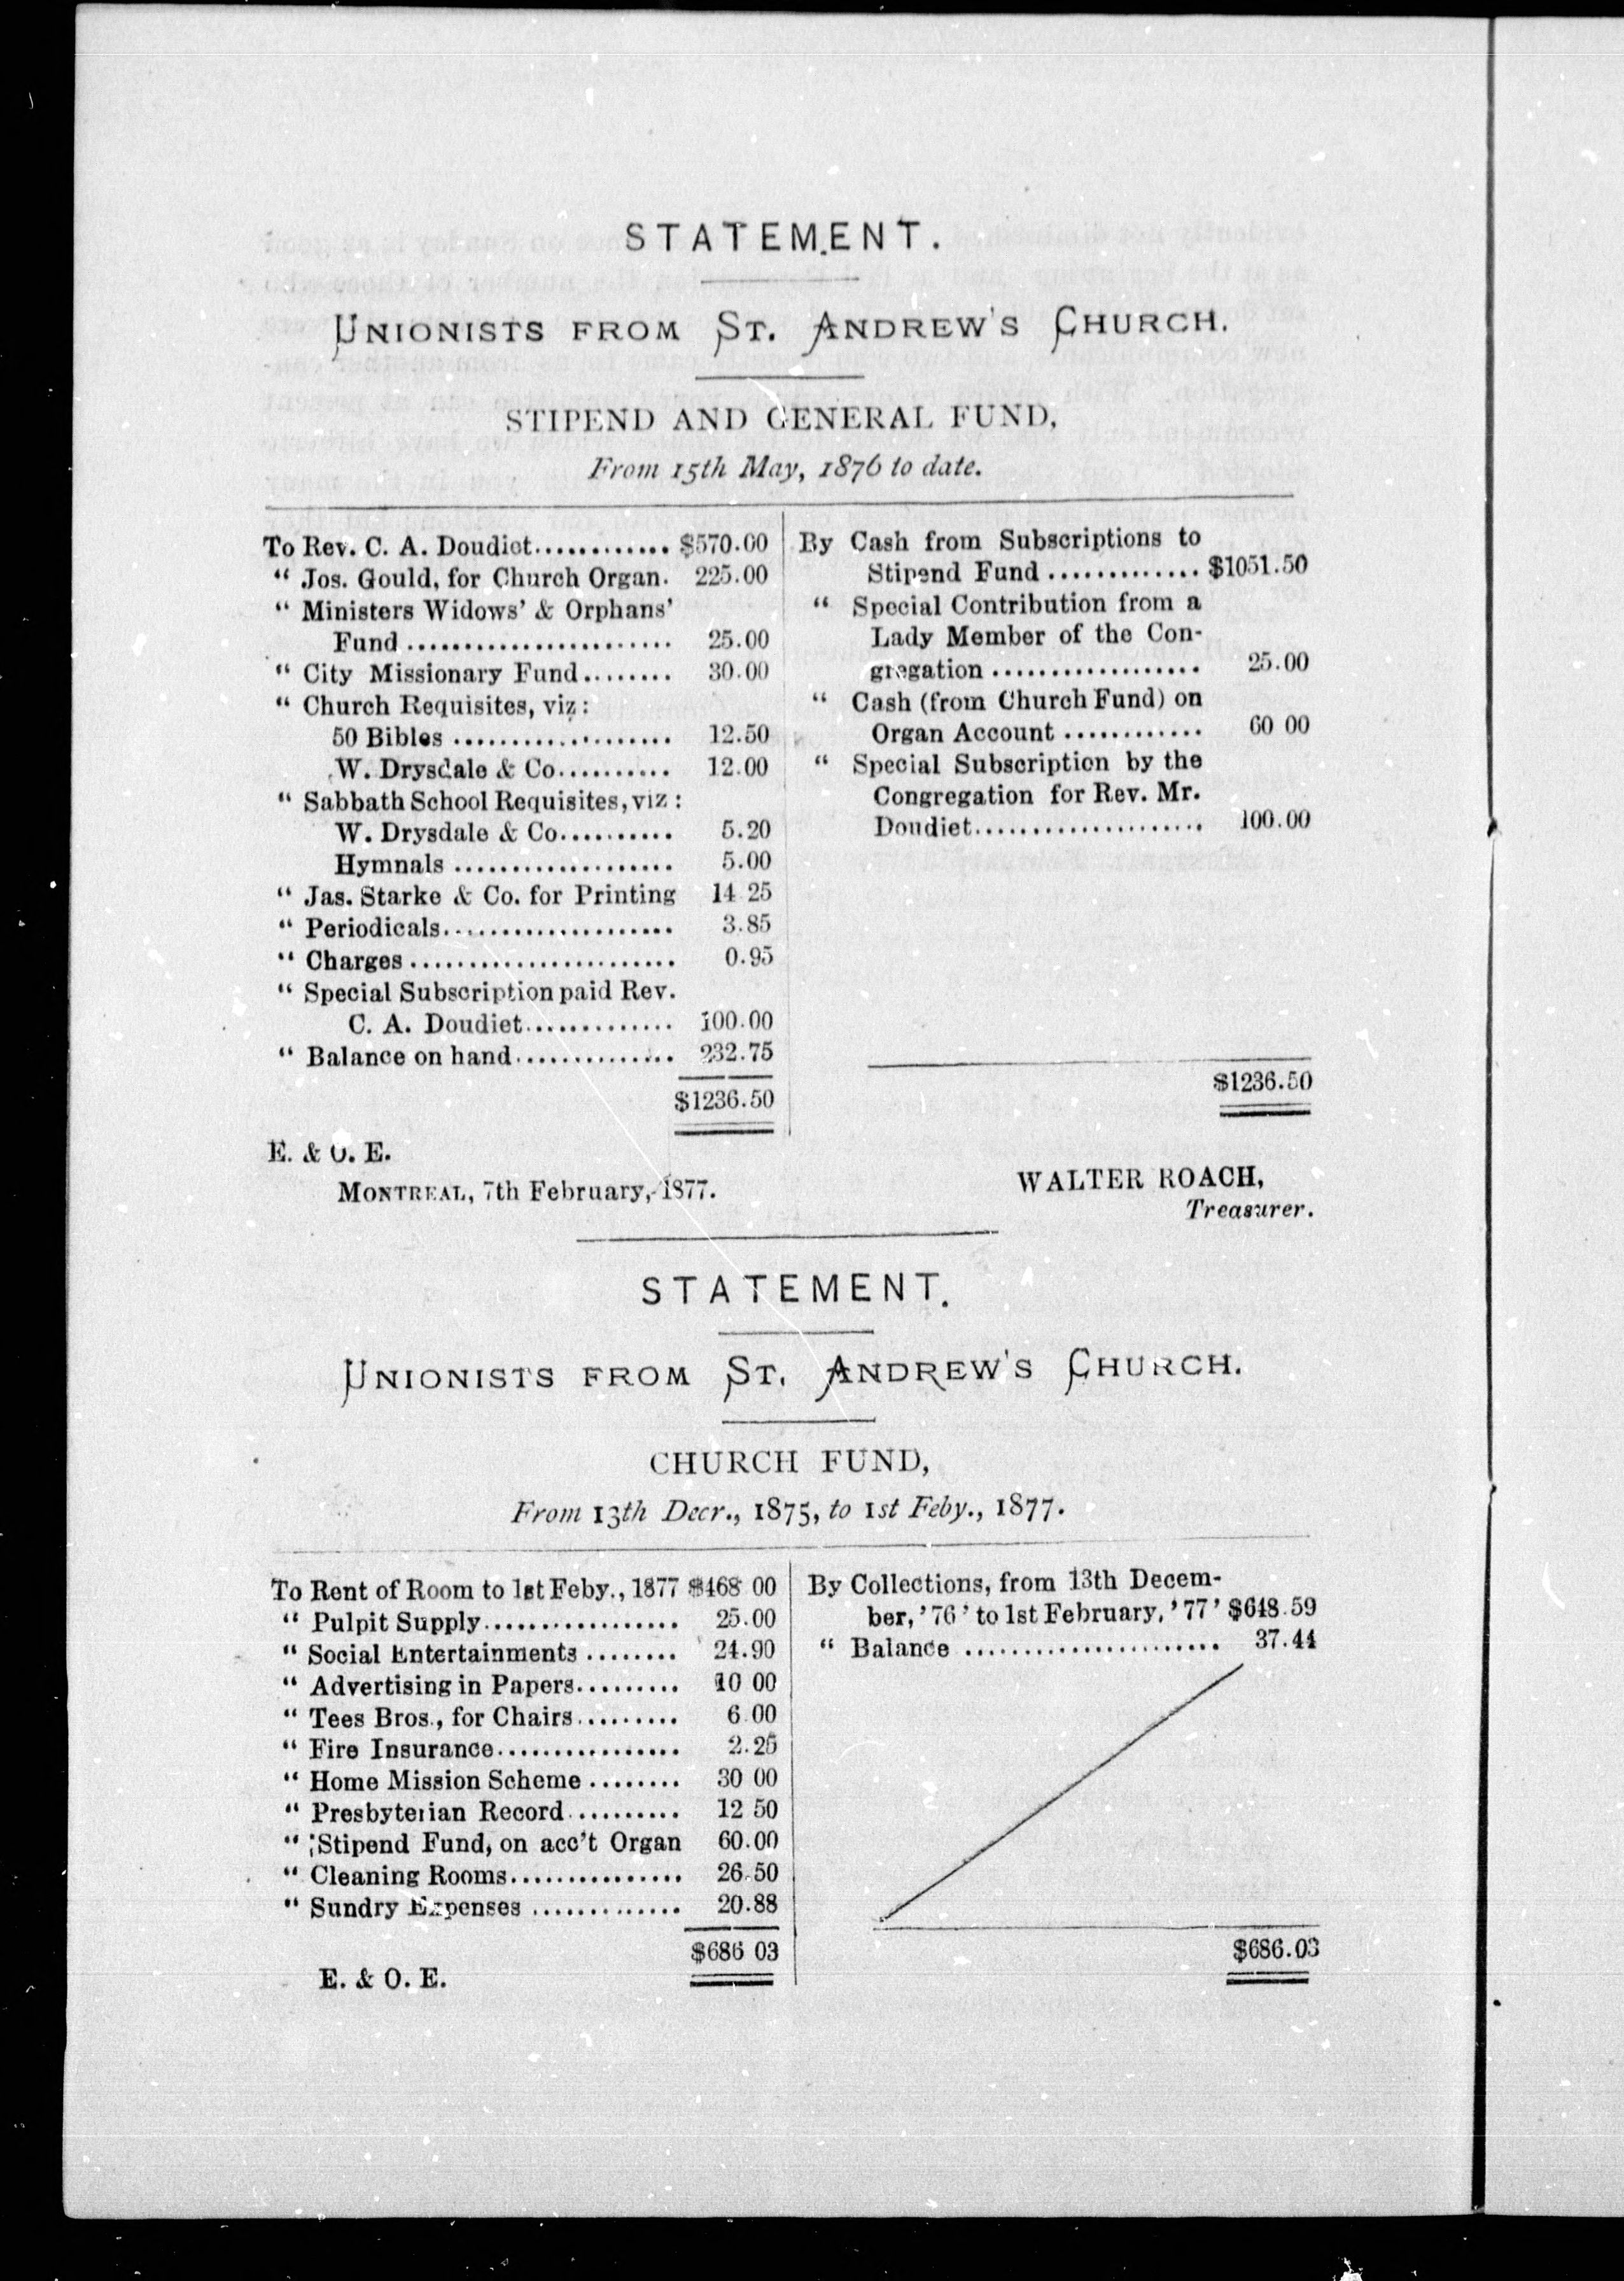 STATEMENT.
UNIONISTS FROM ST. ANDREW'S CHURCH.
STIPEND AND GENERAL FUND,
From 15th May, 1876 to date.
To Rev. C. A. Doudiet............ $570.00
“ Jos. Gould, for Church Organ. 225.00
“ Ministers Widows' & Orphans'
Fund ....................... 25.00
“ City Missionary Fund........ 30.00
“ Church Requisites, viz:
50 Bibles ................... 12.50
W. Drysdale & Co.......... 12.00
“ Sabbath School Requisites, viz:
W. Drysdale & Co.......... 5.20
Hymnals ................... 5.00
“ Jas. Starke & Co. for Printing 14 25
“ Periodicals.................... 3.85
“ Charges ....................... 0.95
“ Special Subscription paid Rev.
C. A. Doudiet............. 100.00
“ Balance on hand.............. 232.75
$1236.50
By Cash from Subscriptions to
Stipend Fund ............. $1051.50
“ Special Contribution from a
Lady Member of the Con-
gregation .................. 25.00
“ Cash (from Church Fund) on
Organ Account ............ 60 00
“ Special Subscription by the
Congregation for Rev. Mr.
Doudiet.................... 100.00
$1236.50
E. & O. E.
MONTREAL, 7th February, 1877.
WALTER ROACH,
Treasurer.
STATEMENT.
UNIONISTS FROM ST. ANDREW'S CHURCH.
CHURCH FUND,
From 13th Decr., 1875, to 1st Feby., 1877.
To Rent of Room to 1st Feby., 1877 $468 00
“ Pulpit Supply................. 25.00
“ Social Entertainments ........ 24.90
“ Advertising in Papers......... 10 00
“ Tees Bros., for Chairs......... 6.00
“ Fire Insurance................ 2.25
“ Home Mission Scheme ........ 30 00
“ Presbyterian Record.......... 12 50
“ Stipend Fund, on acc't Organ 60.00
“ Cleaning Rooms............... 26.50
“ Sundry Expenses ............. 20.88
$686 03
By Collections, from 13th Decem-
ber, '76 ' to 1st February, '77 ' $648.59
“ Balance ...................... 37.44
$686.03
E. & O. E.